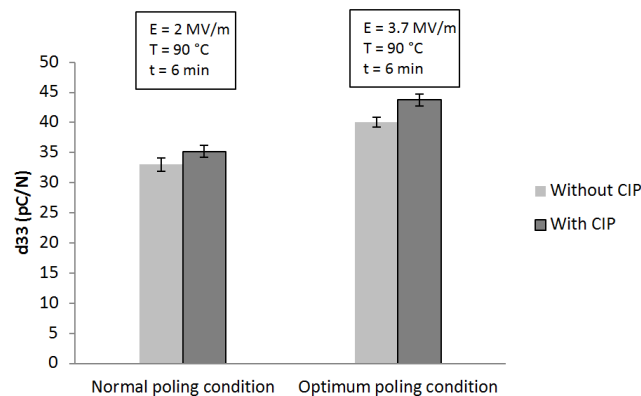 E = 2 MV/m
T = 90 °C
t = 6 min
E = 3.7 MV/m
T = 90 °C
t = 6 min
50
45
40
35
30
25
20
15
10
5
0
d33 (pC/N)
Without CIP
With CIP
Normal poling condition
Optimum poling condition